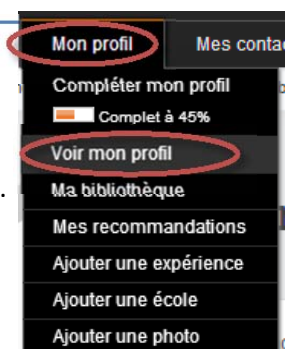 Mon profil Mes conta
Compléter mon profil
Complet à 45%
Voir mon profil
Ma bibliothèque
Mes recommandations
Ajouter une expérience
Ajouter une école
Ajouter une photo